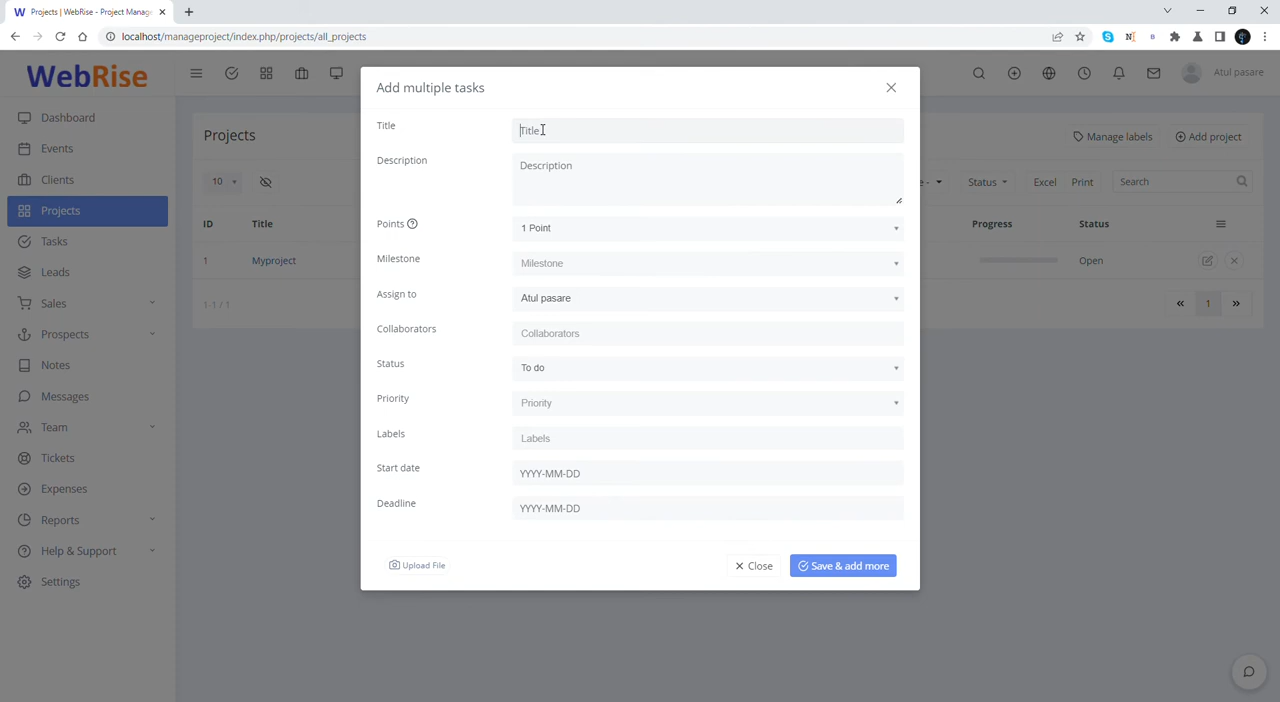 W Projects | WebRise - Project Manag
localhost/manageproject/index.php/projects/all_projects
WebRise
Atul pasare
Dashboard
Events
Clients
Projects
Tasks
Leads
Sales
Prospects
Notes
Messages
Team
Tickets
Expenses
Reports
Help & Support
Settings
Projects
Manage labels
Add project
10
Status
Excel
Print
Search
ID
Title
Progress
Status
1
Myproject
Open
1 1 / 1
«
1
»
Add multiple tasks
Title
Title
Description
Description
Points
1 Point
Milestone
Milestone
Assign to
Atul pasare
Collaborators
Collaborators
Status
To do
Priority
Priority
Labels
Labels
Start date
YYYY-MM-DD
Deadline
YYYY-MM-DD
Upload File
Close
Save & add more